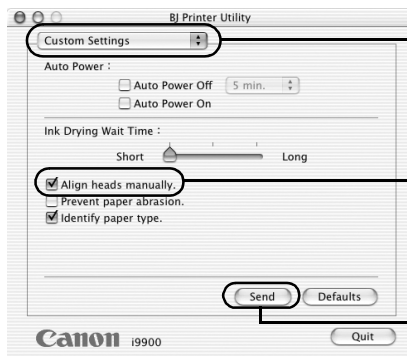 BJ Printer Utility
Custom Settings
Auto Power :
Auto Power Off 5 min.
Auto Power On
Ink Drying Wait Time :
Short Long
Align heads manually.
Prevent paper abrasion.
Identify paper type.
Send Defaults
Canon i9900 Quit